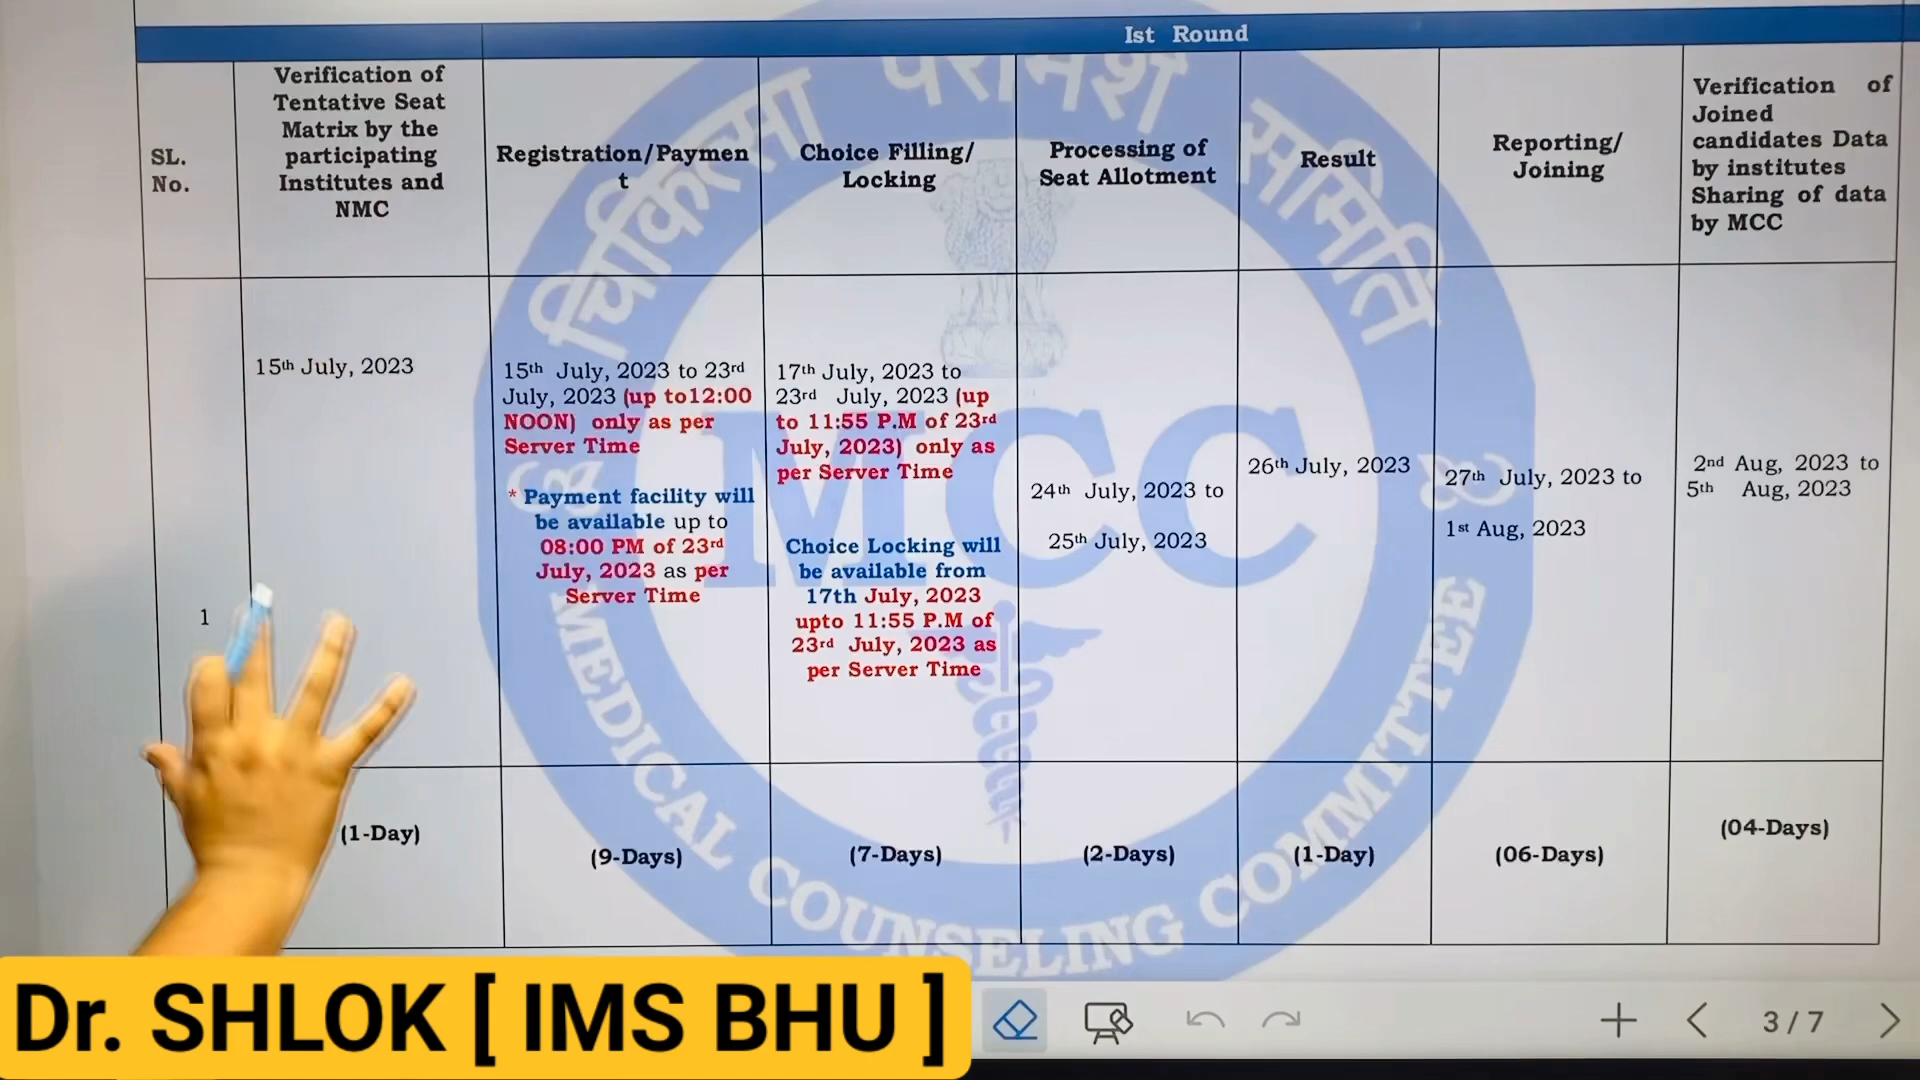 Ist Round
SL.
No.
Verification of
Tentative Seat
Matrix by the
participating
Institutes and
NMC
Registration/Paymen
t
Choice Filling/
Locking
Processing of
Seat Allotment
Result
Reporting/
Joining
Verification of
Joined
candidates Data
by institutes
Sharing of data
by MCC
1
15th July, 2023
15th July, 2023 to 23rd
July, 2023 (up to12:00
NOON) only as per
Server Time
* Payment facility will
be available up to
08:00 PM of 23rd
July, 2023 as per
Server Time
17th July, 2023 to
23rd July, 2023 (up
to 11:55 P.M of 23rd
July, 2023) only as
per Server Time
Choice Locking will
be available from
17th July, 2023
upto 11:55 P.M of
23rd July, 2023 as
per Server Time
24th July, 2023 to
25th July, 2023
26th July, 2023
27th July, 2023 to
1st Aug, 2023
2nd Aug, 2023 to
5th Aug, 2023
(1-Day)
(9-Days)
(7-Days)
(2-Days)
(1-Day)
(06-Days)
(04-Days)
चिकित्सा परामर्श समिति
MCC
MEDICAL COUNSELING COMMITTEE
Dr. SHLOK [ IMS BHU ]
3/7